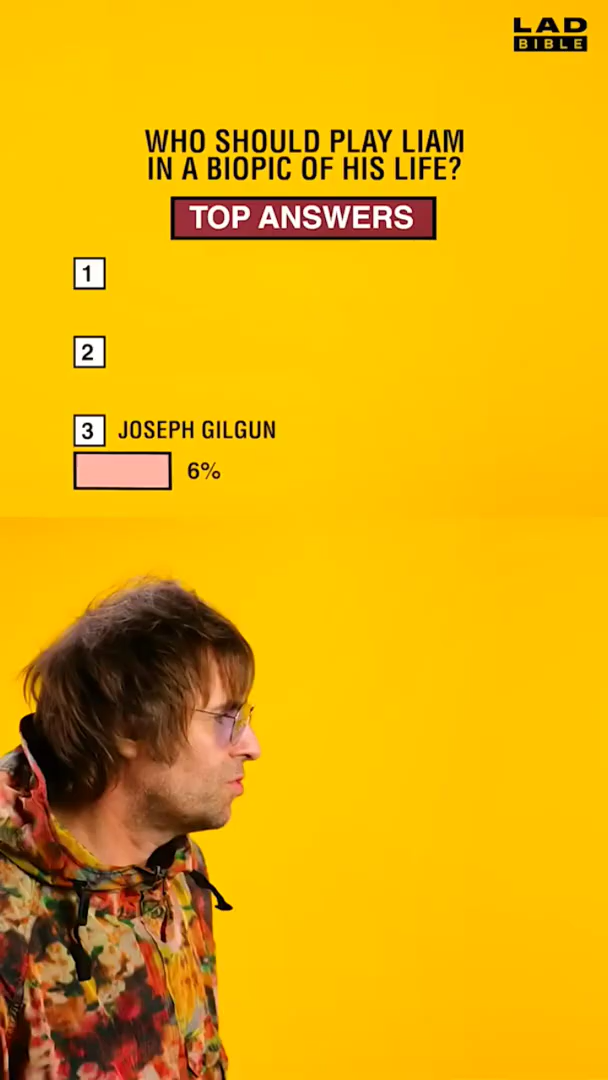 LAD
BIBLE
WHO SHOULD PLAY LIAM
IN A BIOPIC OF HIS LIFE?
TOP ANSWERS
1
2
3 JOSEPH GILGUN
6%